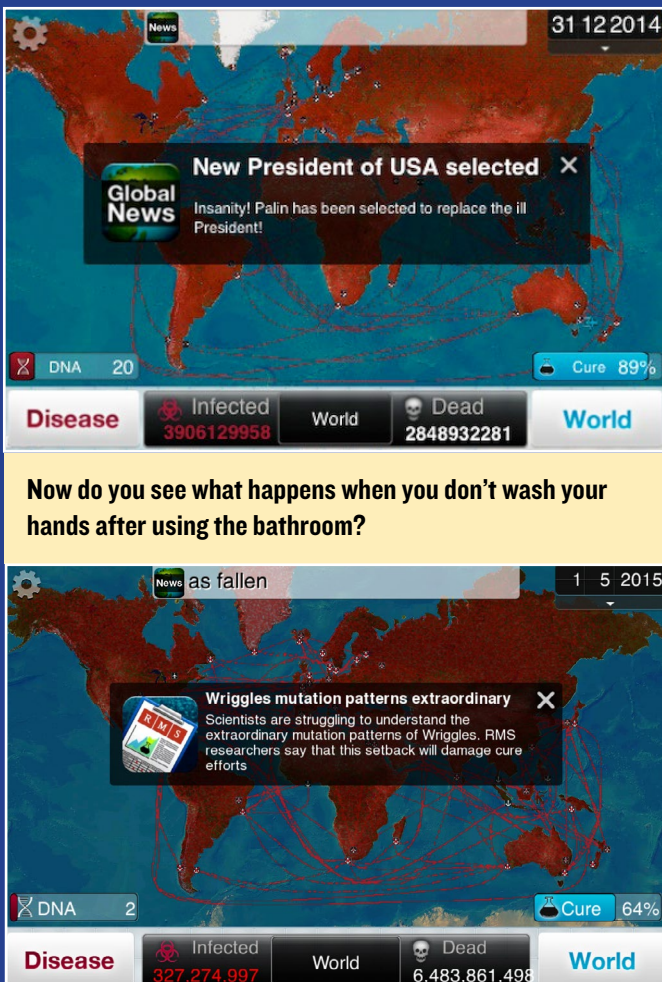 News
31 12 2014
Global News
New President of USA selected
Insanity! Palin has been selected to replace the ill
President!
DNA 20
Cure 89%
Disease
Infected
3906129958
World
Dead
2848932281
World
Now do you see what happens when you don’t wash your
hands after using the bathroom?
News as fallen
1 5 2015
RMS
Wriggles mutation patterns extraordinary
Scientists are struggling to understand the
extraordinary mutation patterns of Wriggles. RMS
researchers say that this setback will damage cure
efforts
DNA 2
Cure 64%
Disease
Infected
327,274,997
World
Dead
6,483,861,498
World